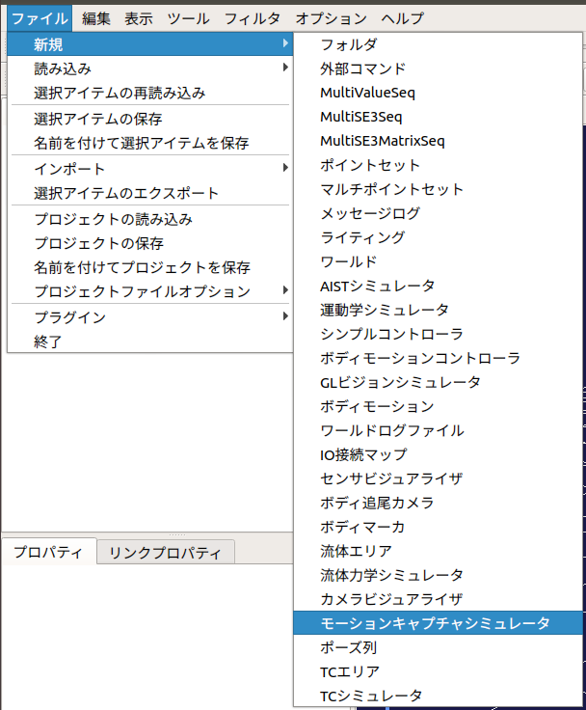 ファイル 編集 表示 ツール フィルタ オプション ヘルプ
新規
読み込み
選択アイテムの再読み込み
選択アイテムの保存
名前を付けて選択アイテムを保存
インポート
選択アイテムのエクスポート
プロジェクトの読み込み
プロジェクトの保存
名前を付けてプロジェクトを保存
プロジェクトファイルオプション
プラグイン
終了
フォルダ
外部コマンド
MultiValueSeq
MultiSE3Seq
MultiSE3MatrixSeq
ポイントセット
マルチポイントセット
メッセージログ
ライティング
ワールド
AISTシミュレータ
運動学シミュレータ
シンプルコントローラ
ボディモーションコントローラ
GLビジョンシミュレータ
ボディモーション
ワールドログファイル
IO接続マップ
センサビジュアライザ
ボディ追尾カメラ
ボディマーカ
流体エリア
流体力学シミュレータ
カメラビジュアライザ
モーションキャプチャシミュレータ
ポーズ列
TCエリア
TCシミュレータ
プロパティ リンクプロパティ